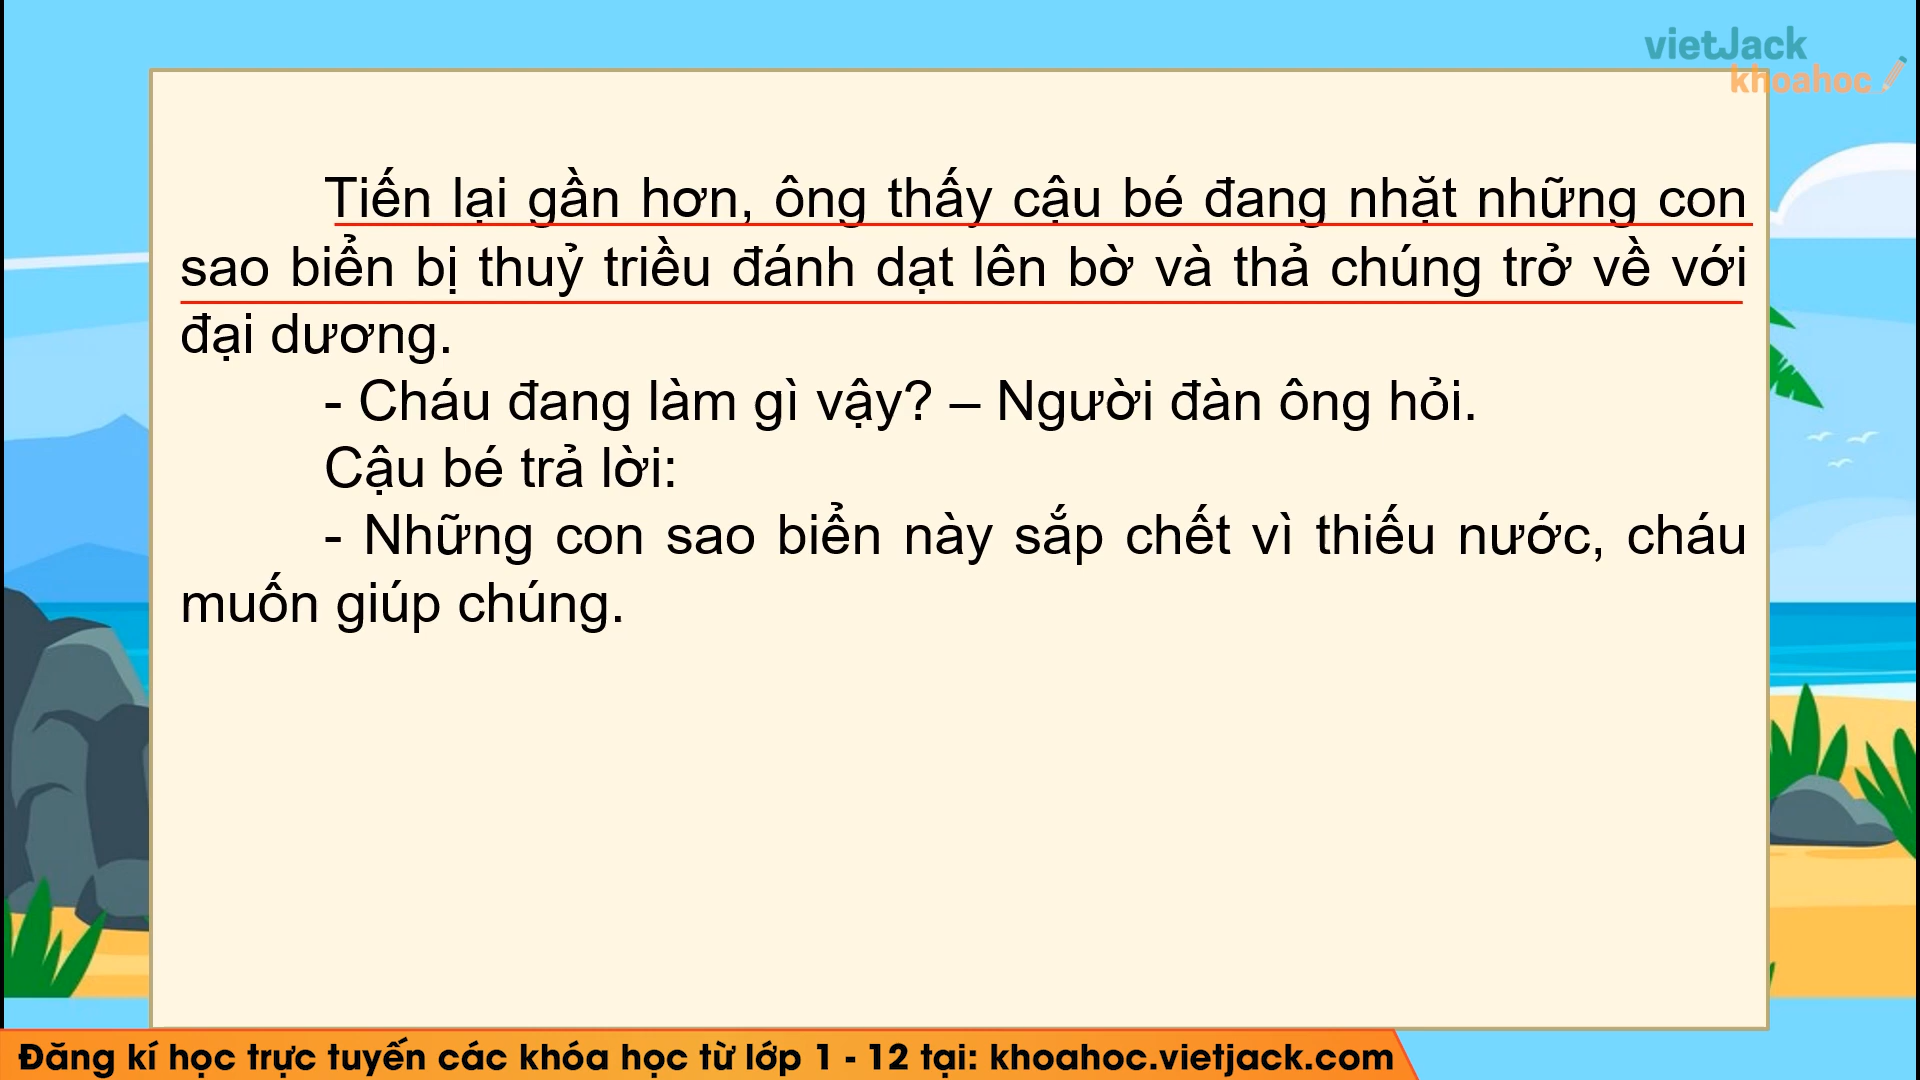 vietJack
khoahoc
Tiến lại gần hơn, ông thấy cậu bé đang nhặt những con
sao biển bị thuỷ triều đánh dạt lên bờ và thả chúng trở về với
đại dương.
- Cháu đang làm gì vậy? – Người đàn ông hỏi.
Cậu bé trả lời:
- Những con sao biển này sắp chết vì thiếu nước, cháu
muốn giúp chúng.
Đăng kí học trực tuyến các khóa học từ lớp 1 - 12 tại: khoahoc.vietjack.com